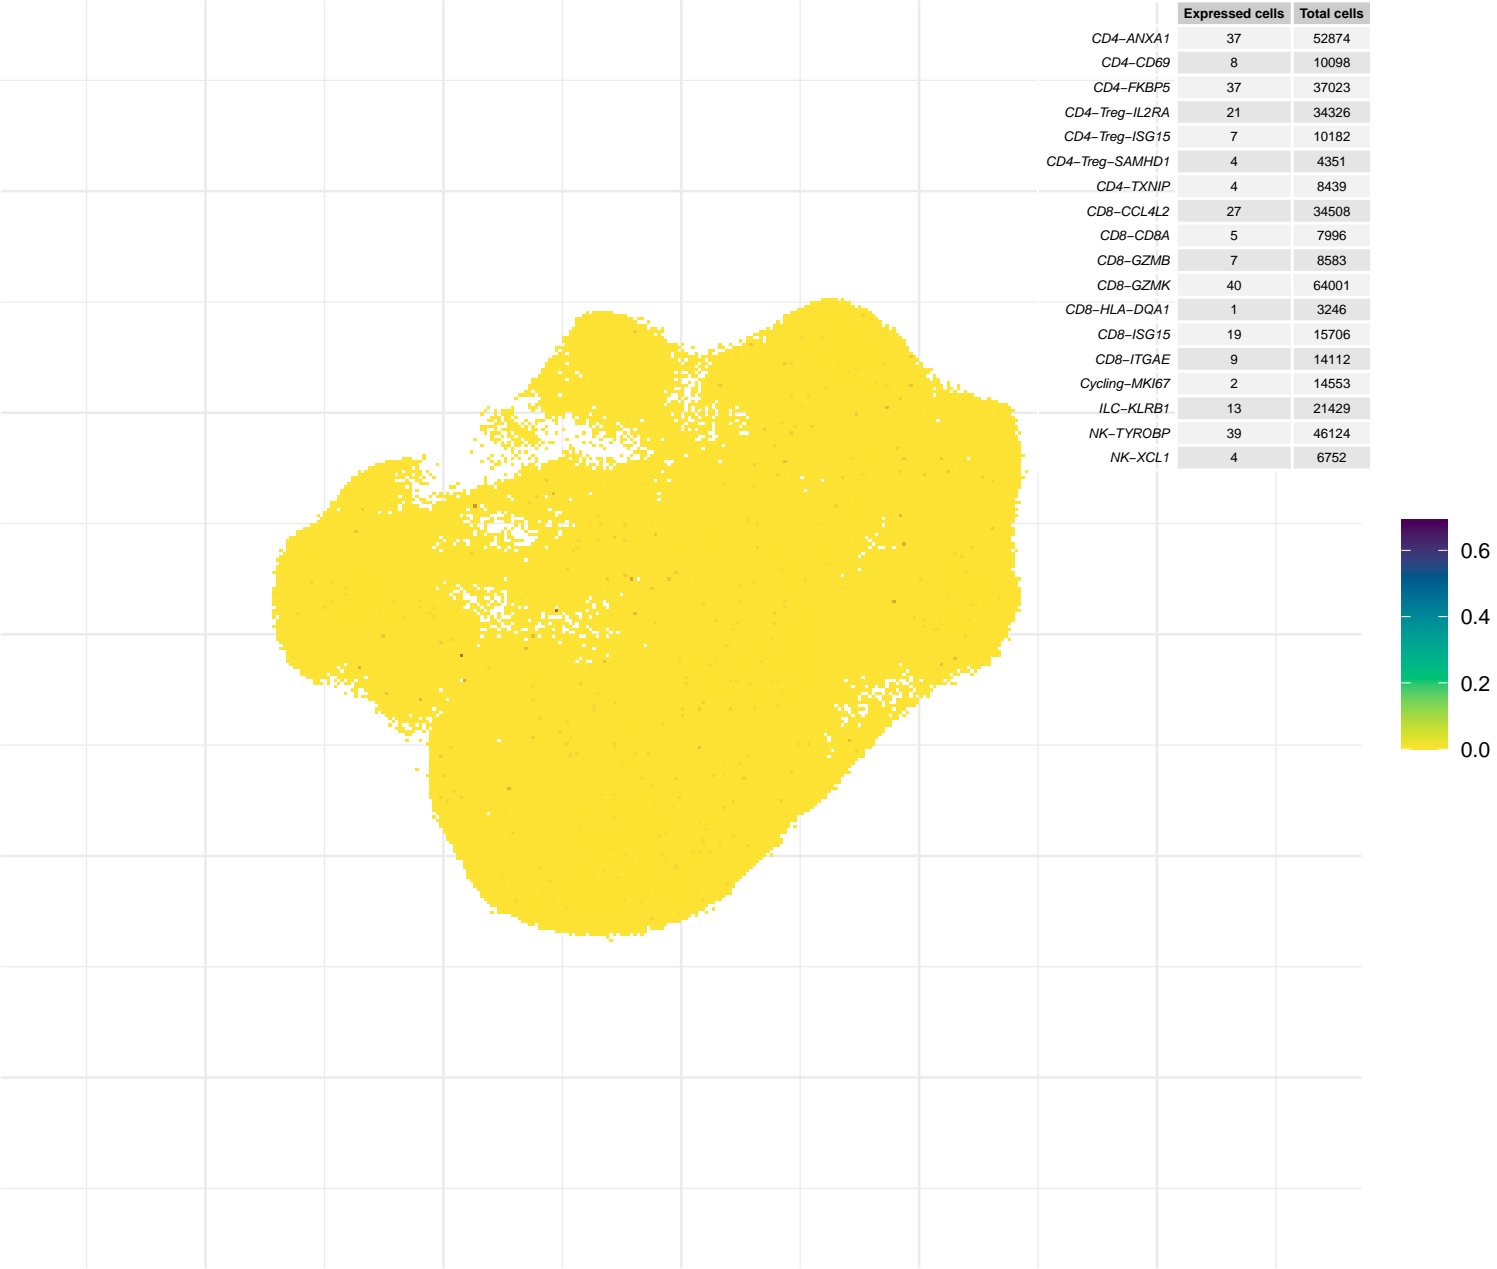 Expressed cells Total cells
CD4−ANXA1 37 52874
CD4−CD69 8 10098
CD4−FKBP5 37 37023
CD4−Treg−IL2RA 21 34326
CD4−Treg−ISG15 7 10182
CD4−Treg−SAMHD1 4 4351
CD4−TXNIP 4 8439
CD8−CCL4L2 27 34508
CD8−CD8A 5 7996
CD8−GZMB 7 8583
CD8−GZMK 40 64001
CD8−HLA−DQA1 1 3246
CD8−ISG15 19 15706
CD8−ITGAE 9 14112
Cycling−MKI67 2 14553
ILC−KLRB1 13 21429
NK−TYROBP 39 46124
NK−XCL1 4 6752
0.6
0.4
0.2
0.0